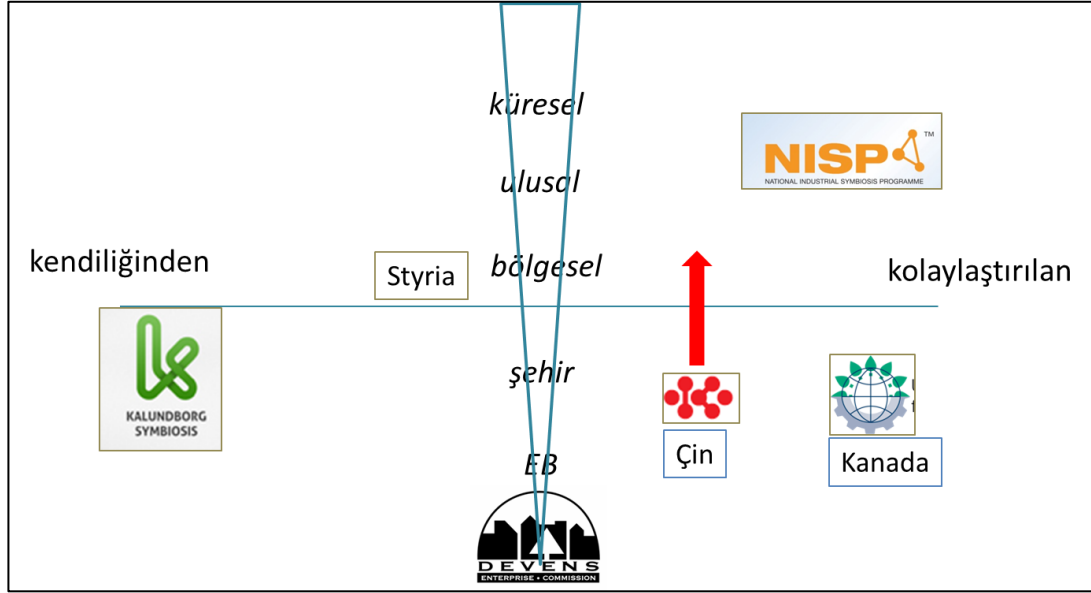 küresel
NISP TM
NATIONAL INDUSTRIAL SYMBIOSIS PROGRAMME
ulusal
kendiliğinden
Styria
bölgesel
kolaylaştırılan
KALUNDBORG
SYMBIOSIS
şehir
Çin
Kanada
EB
DEVENS
ENTERPRISE • COMMISSION